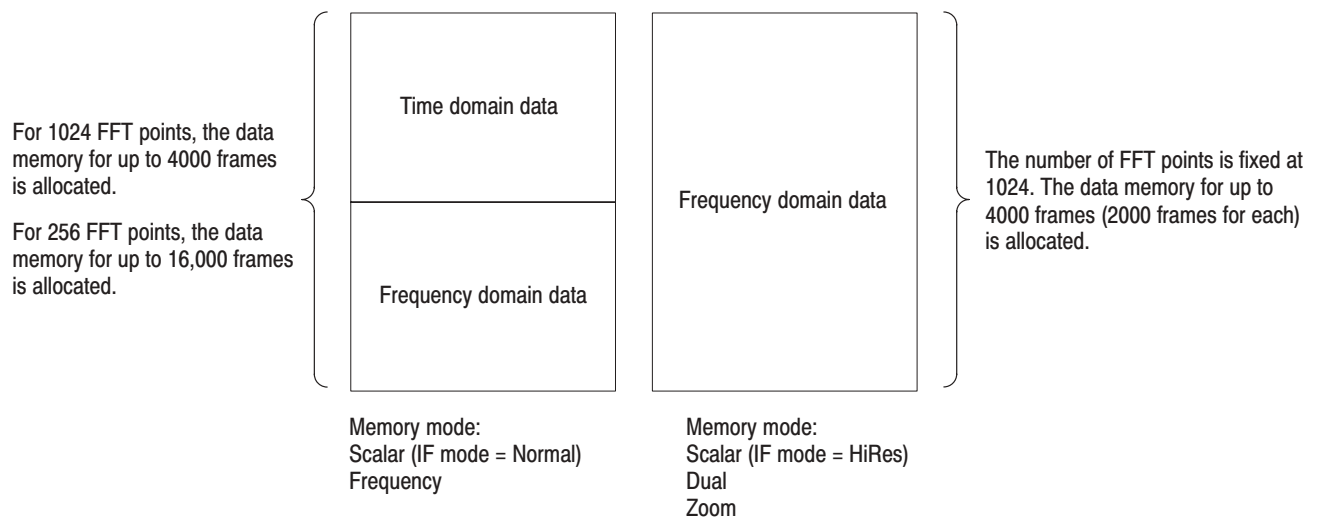 For 1024 FFT points, the data
memory for up to 4000 frames
is allocated.
For 256 FFT points, the data
memory for up to 16,000 frames
is allocated.
Time domain data
Frequency domain data
Memory mode:
Scalar (IF mode = Normal)
Frequency
Frequency domain data
Memory mode:
Scalar (IF mode = HiRes)
Dual
Zoom
The number of FFT points is fixed at
1024. The data memory for up to
4000 frames (2000 frames for each)
is allocated.